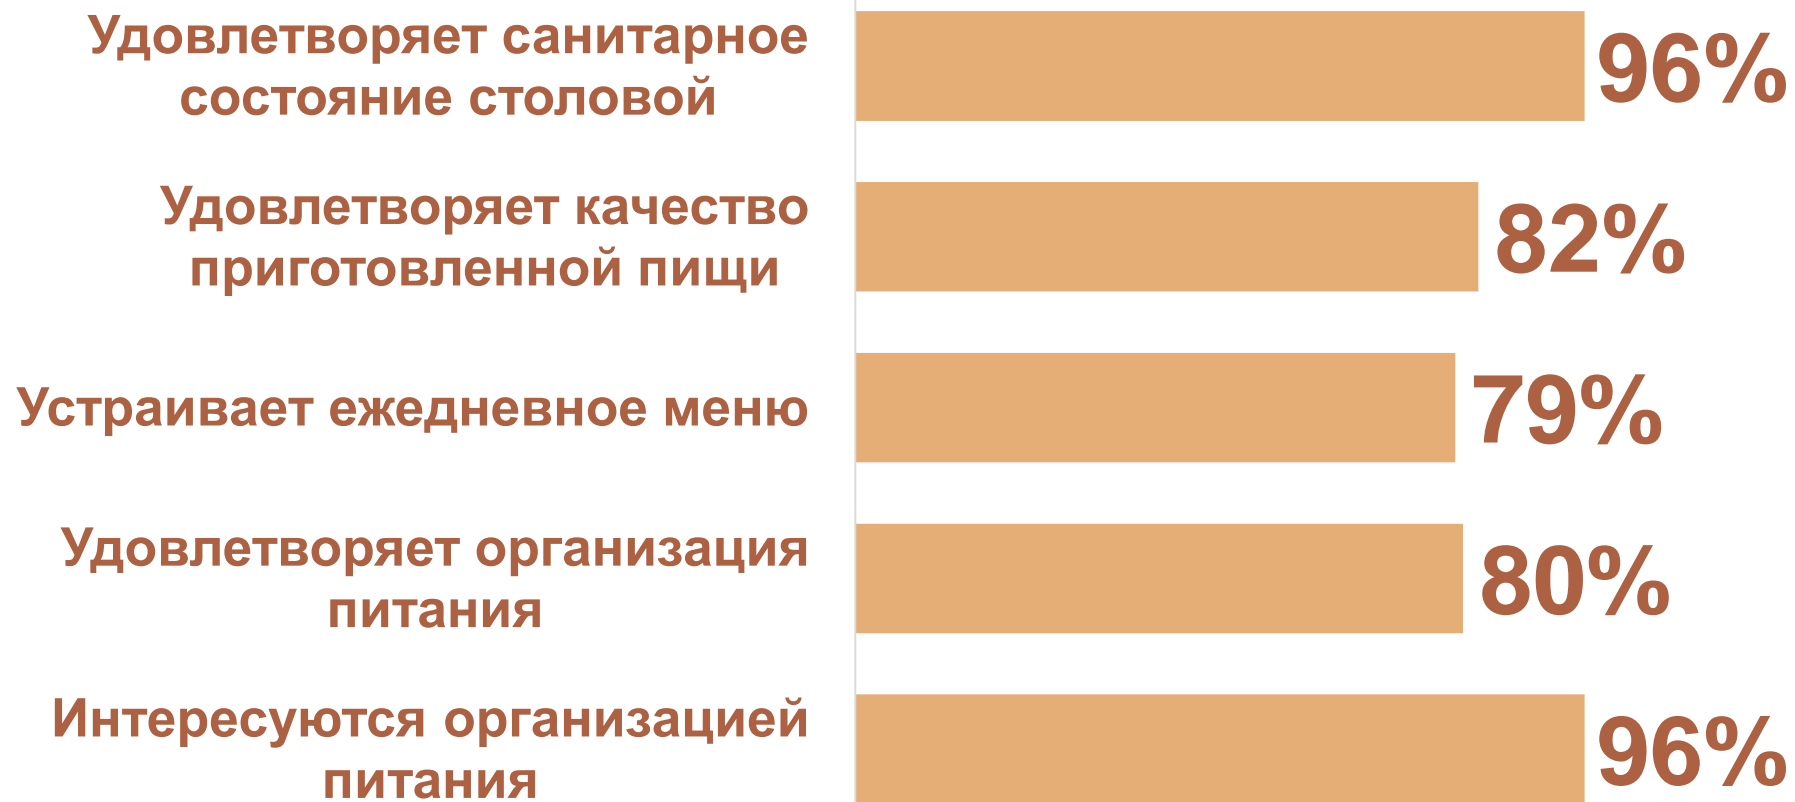 Удовлетворяет санитарное
состояние столовой
96%
Удовлетворяет качество
приготовленной пищи
82%
Устраивает ежедневное меню
79%
Удовлетворяет организация
питания
80%
Интересуются организацией
питания
96%